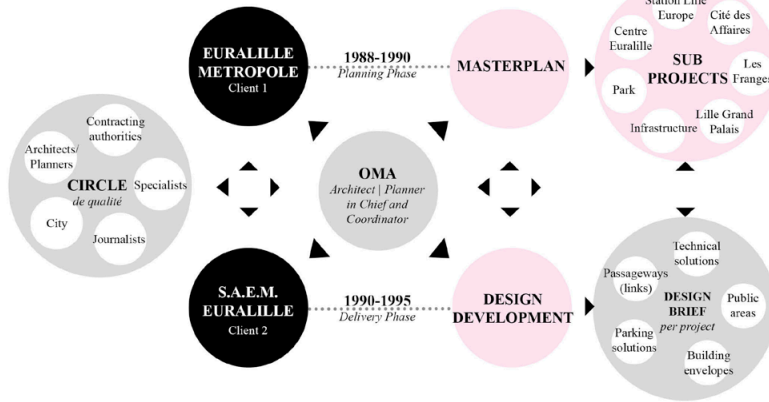 Station Lille
Europe
Cité des
Affaires
Centre
Euralille
SUB
PROJECTS
Les
Franges
Park
Lille Grand
Palais
Infrastructure
EURALILLE
METROPOLE
Client 1
1988-1990
Planning Phase
MASTERPLAN
Contracting
authorities
Architects/
Planners
CIRCLE
de qualité
Specialists
City
Journalists
OMA
Architect | Planner
in Chief and
Coordinator
S.A.E.M.
EURALILLE
Client 2
1990-1995
Delivery Phase
DESIGN
DEVELOPMENT
Technical
solutions
Passageways
(links)
DESIGN
BRIEF
per project
Public
areas
Parking
solutions
Building
envelopes